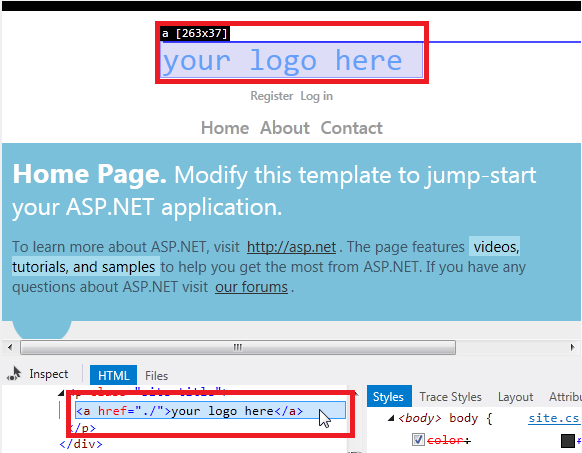 a [263x37]
your logo here
Register Log in
Home About Contact
Home Page. Modify this template to jump-start
your ASP.NET application.
To learn more about ASP.NET, visit http://asp.net . The page features videos,
tutorials, and samples to help you get the most from ASP.NET. If you have any
questions about ASP.NET visit our forums .
Inspect HTML Files
<p class="site-title">
<a href="./">your logo here</a>
</p>
</div>
Styles Trace Styles Layout Attribu
<body> body { site.cs
color: